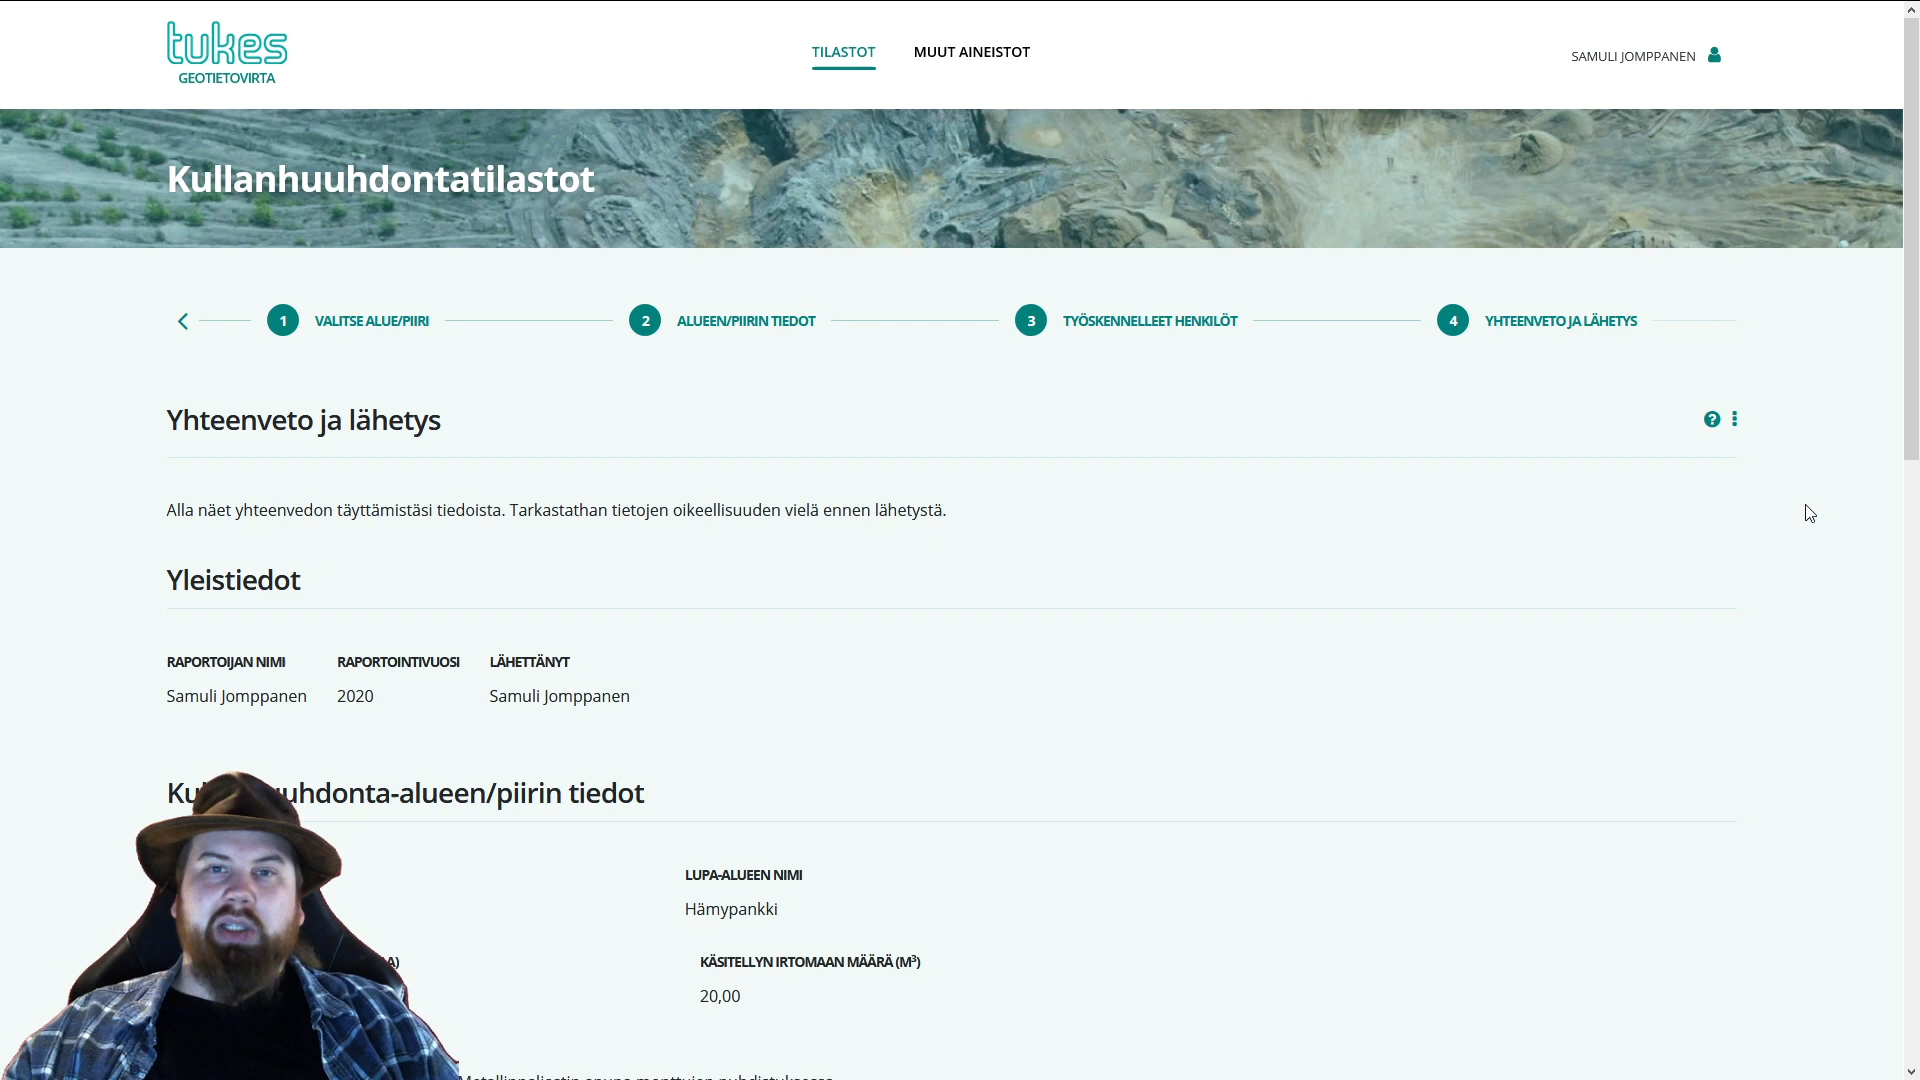 tukes
GEOTIETOVIRTA
TILASTOT
MUUT AINEISTOT
SAMULI JOMPPANEN
Kullanhuuhdontatilastot
1 VALITSE ALUE/PIIRI
2 ALUEEN/PIIRIN TIEDOT
3 TYÖSKENNELLEET HENKILÖT
4 YHTEENVETO JA LÄHETYS
Yhteenveto ja lähetys
?
Alla näet yhteenvedon täyttämistäsi tiedoista. Tarkastathan tietojen oikeellisuuden vielä ennen lähetystä.
Yleistiedot
RAPORTOIJAN NIMI RAPORTOINTIVUOSI LÄHETTÄNYT
Samuli Jomppanen 2020 Samuli Jomppanen
Ku uhdonta-alueen/piirin tiedot
LUPA-ALUEEN NIMI
Hämypankki
A) KÄSITELLYN IRTOMAAN MÄÄRÄ (M³)
20,00